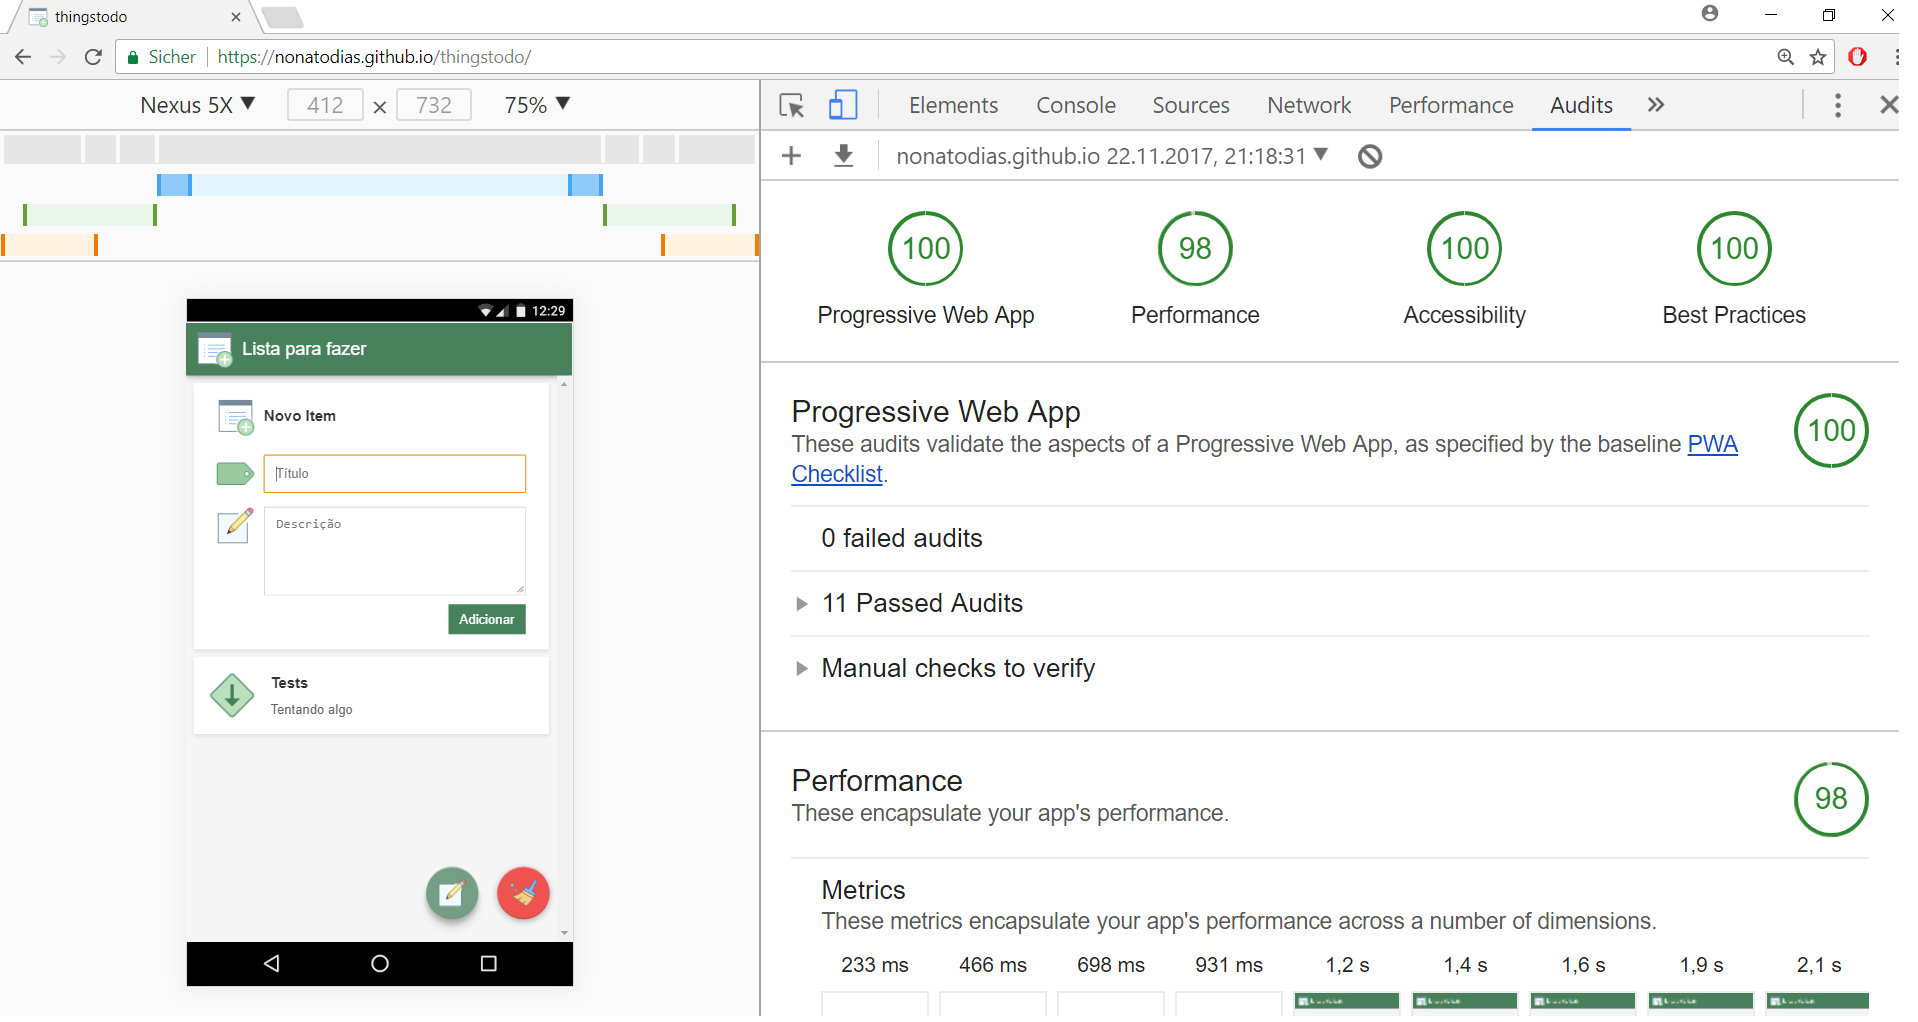 thingstodo
Sicher https://nonatodias.github.io/thingstodo/
Nexus 5X 412 × 732 75%
Elements Console Sources Network Performance Audits
nonatodias.github.io 22.11.2017, 21:18:31
100 98 100 100
Progressive Web App Performance Accessibility Best Practices
12:29
Lista para fazer
Novo Item
Título
Descrição
Adicionar
Tests
Tentando algo
Progressive Web App
These audits validate the aspects of a Progressive Web App, as specified by the baseline PWA
Checklist.
100
0 failed audits
11 Passed Audits
Manual checks to verify
Performance
These encapsulate your app's performance.
98
Metrics
These metrics encapsulate your app's performance across a number of dimensions.
233 ms 466 ms 698 ms 931 ms 1,2 s 1,4 s 1,6 s 1,9 s 2,1 s